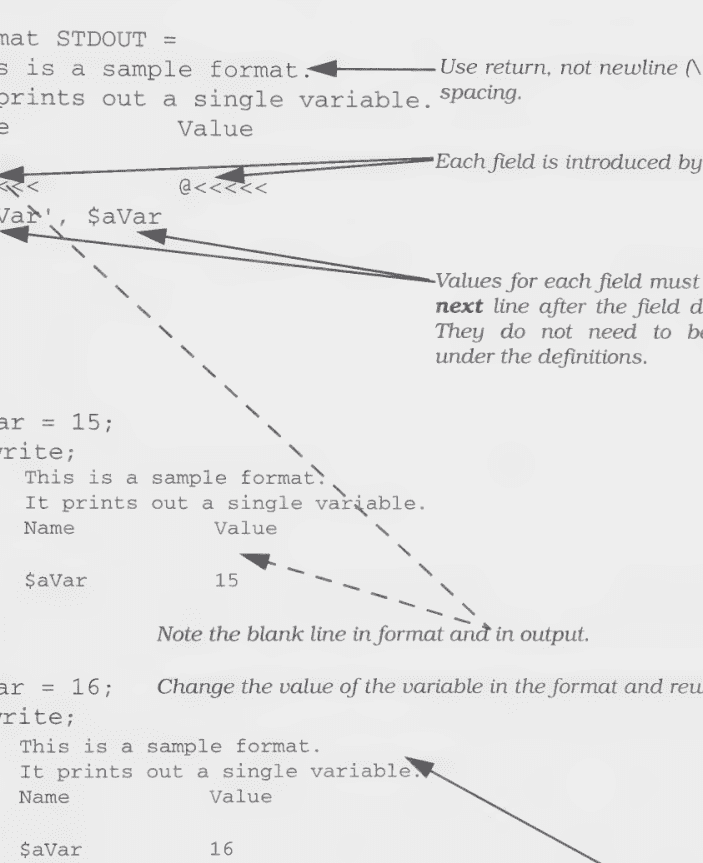 mat STDOUT =
s is a sample format.
Use return, not newline (\
prints out a single variable.
spacing.
e Value
Each field is introduced by
<<< @<<<<<
Var', $aVar
Values for each field must
next line after the field d
They do not need to be
under the definitions.
ar = 15;
write;
This is a sample format.
It prints out a single variable.
Name Value
$aVar 15
Note the blank line in format and in output.
ar = 16; Change the value of the variable in the format and rew
write;
This is a sample format.
It prints out a single variable.
Name Value
$aVar 16